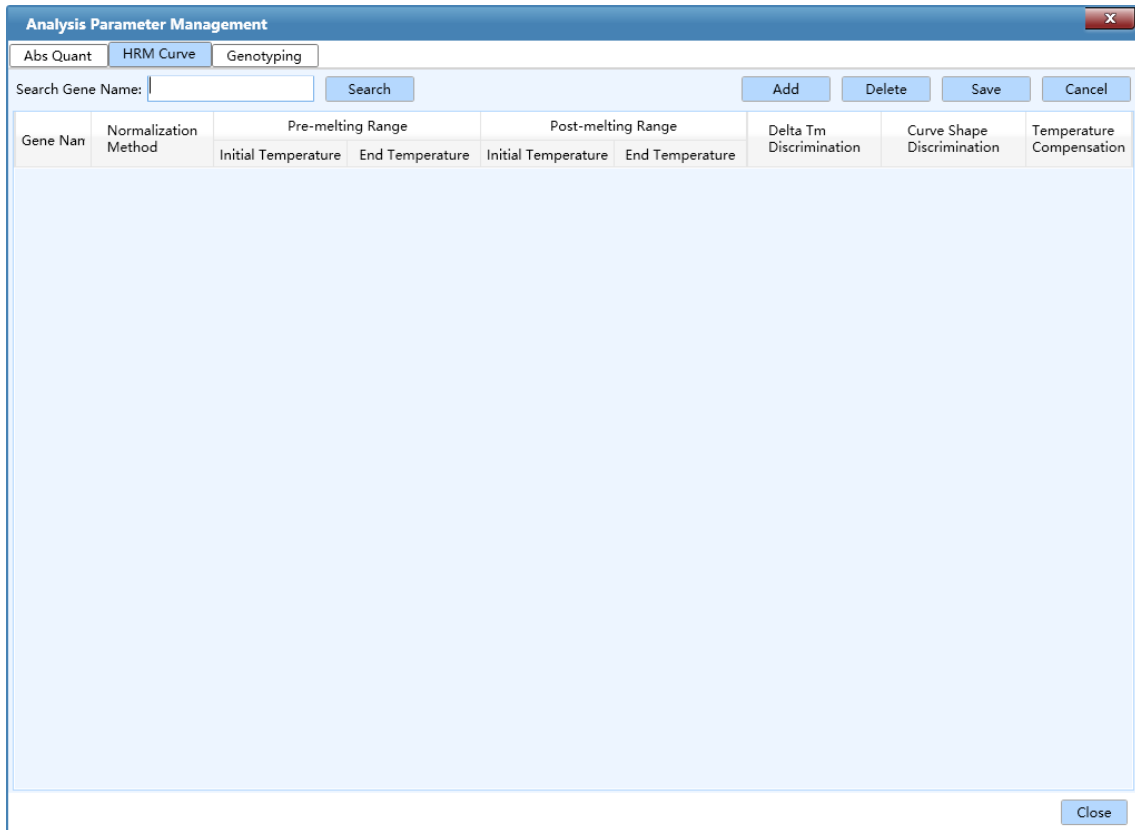 Analysis Parameter Management
x
Abs Quant HRM Curve Genotyping
Search Gene Name: Search Add Delete Save Cancel
Gene Nam
Normalization
Method
Pre-melting Range
Initial Temperature End Temperature
Post-melting Range
Initial Temperature End Temperature
Delta Tm
Discrimination
Curve Shape
Discrimination
Temperature
Compensation
Close